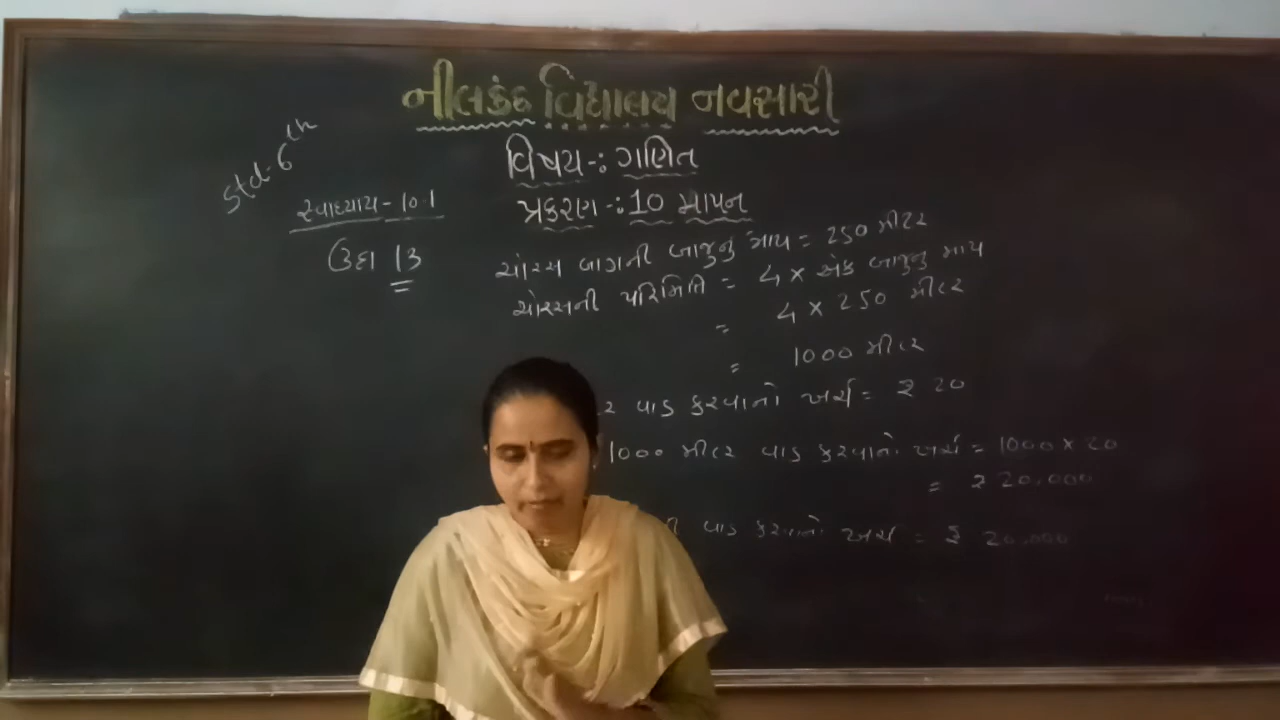 નીલકંઠ વિદ્યાલય નવસારી
Std. 6th
વિષય -: ગણિત
સ્વાધ્યાય - 10.1
પ્રકરણ -: 10 માપન
ઉદા 13
ચોરસ બાગની બાજુનું માપ = 250 મીટર
ચોરસની પરિમિતિ = 4 × એક બાજુનું માપ
= 4 × 250 મીટર
= 1000 મીટર
વાડ કરવાનો ખર્ચ = ₹ 20
1000 મીટર વાડ કરવાનો ખર્ચ = 1000 × 20
= ₹ 20.000
વાડ કરવાનો ખર્ચ = ₹ 20.000